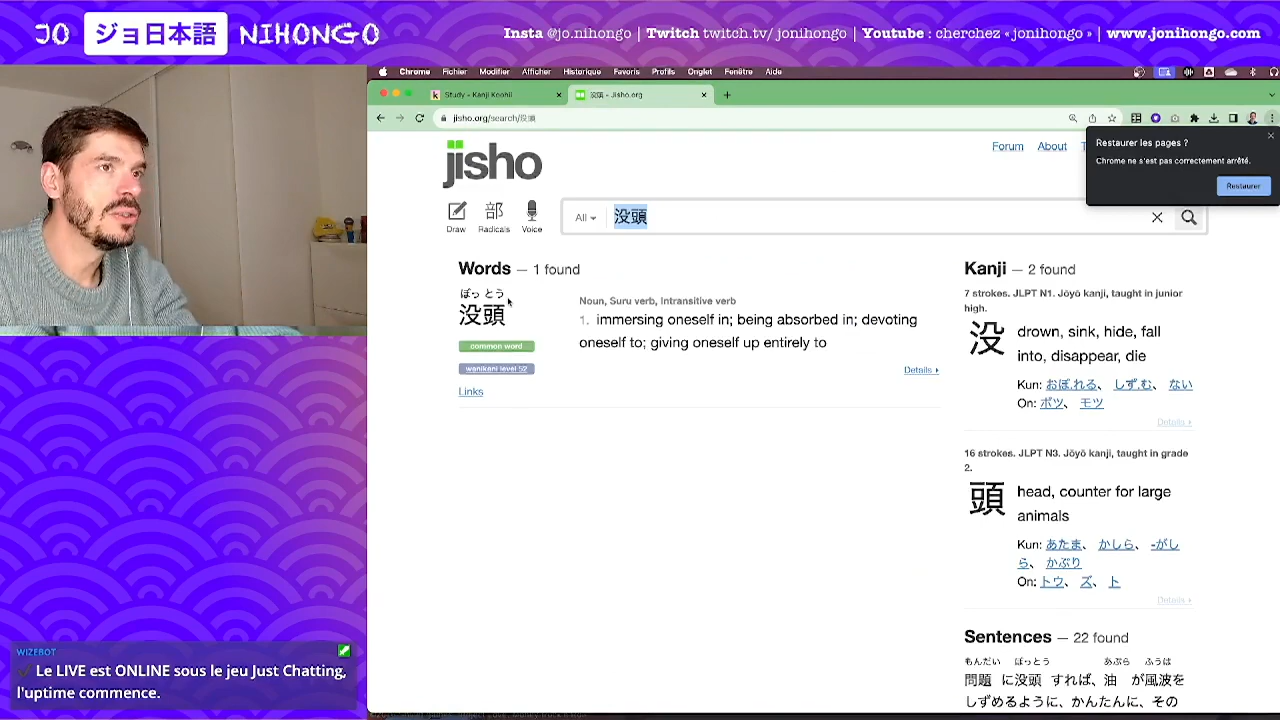 JO ジョ日本語 NIHONGO
Insta @jo.nihongo | Twitch twitch.tv/ jonihongo | Youtube : cherchez « jonihongo » | www.jonihongo.com
Chrome Fichier Modifier Afficher Historique Favoris Profils Onglet Fenêtre Aide
Study - Kanji Koohii
没頭 - Jisho.org
jisho.org/search/没頭
Restaurer les pages ?
Chrome ne s'est pas correctement arrêté.
Restaurer
jisho
Forum About
Draw Radicals Voice
All 没頭
Words — 1 found
ぼっ とう
没頭
common word
wanikani level 52
Links
Noun, Suru verb, Intransitive verb
1. immersing oneself in; being absorbed in; devoting
oneself to; giving oneself up entirely to
Details
Kanji — 2 found
7 strokes. JLPT N1. Jōyō kanji, taught in junior
high.
没
drown, sink, hide, fall
into, disappear, die
Kun: おぼ.れる、 しず.む、 ない
On: ボツ、 モツ
Details
16 strokes. JLPT N3. Jōyō kanji, taught in grade
2.
頭
head, counter for large
animals
Kun: あたま、 かしら、 -がし
ら、 かぶり
On: トウ、 ズ、 ト
Details
Sentences — 22 found
もんだい ぼっとう あぶら ふうは
問題 に没頭 すれば、油 が風波を
しずめるように、かんたんに、その
WIZEBOT
Le LIVE est ONLINE sous le jeu Just Chatting,
l'uptime commence.